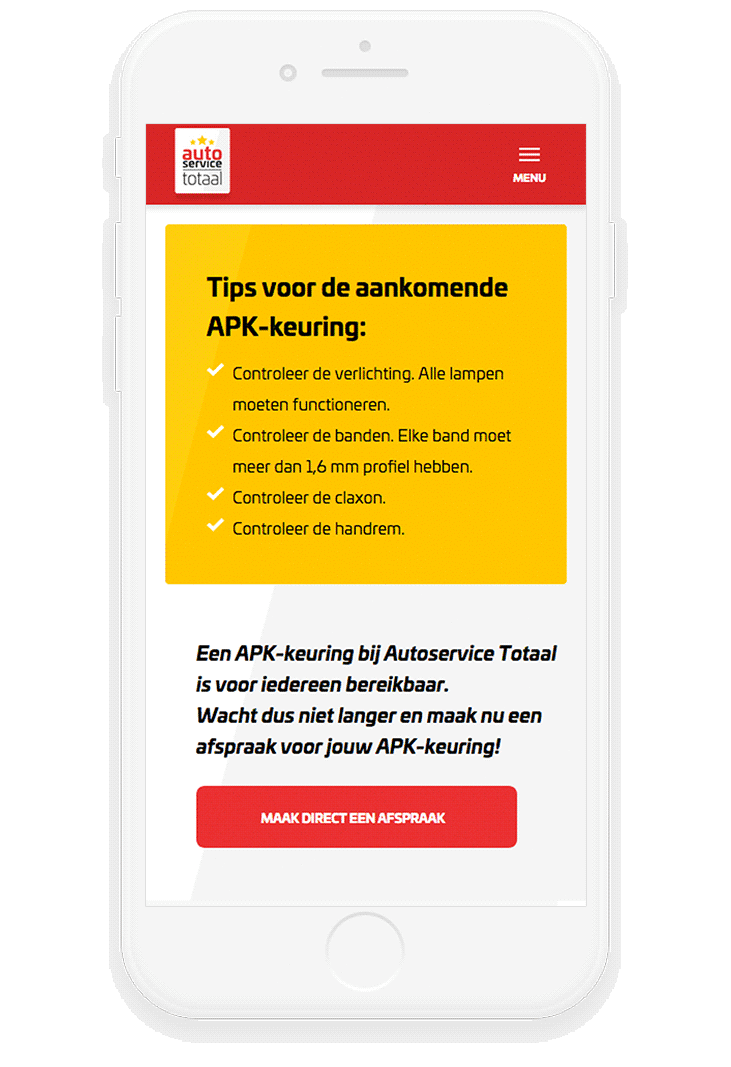 auto
service
totaal
MENU
Tips voor de aankomende
APK-keuring:
Controleer de verlichting. Alle lampen
moeten functioneren.
Controleer de banden. Elke band moet
meer dan 1,6 mm profiel hebben.
Controleer de claxon.
Controleer de handrem.
Een APK-keuring bij Autoservice Totaal
is voor iedereen bereikbaar.
Wacht dus niet langer en maak nu een
afspraak voor jouw APK-keuring!
MAAK DIRECT EEN AFSPRAAK